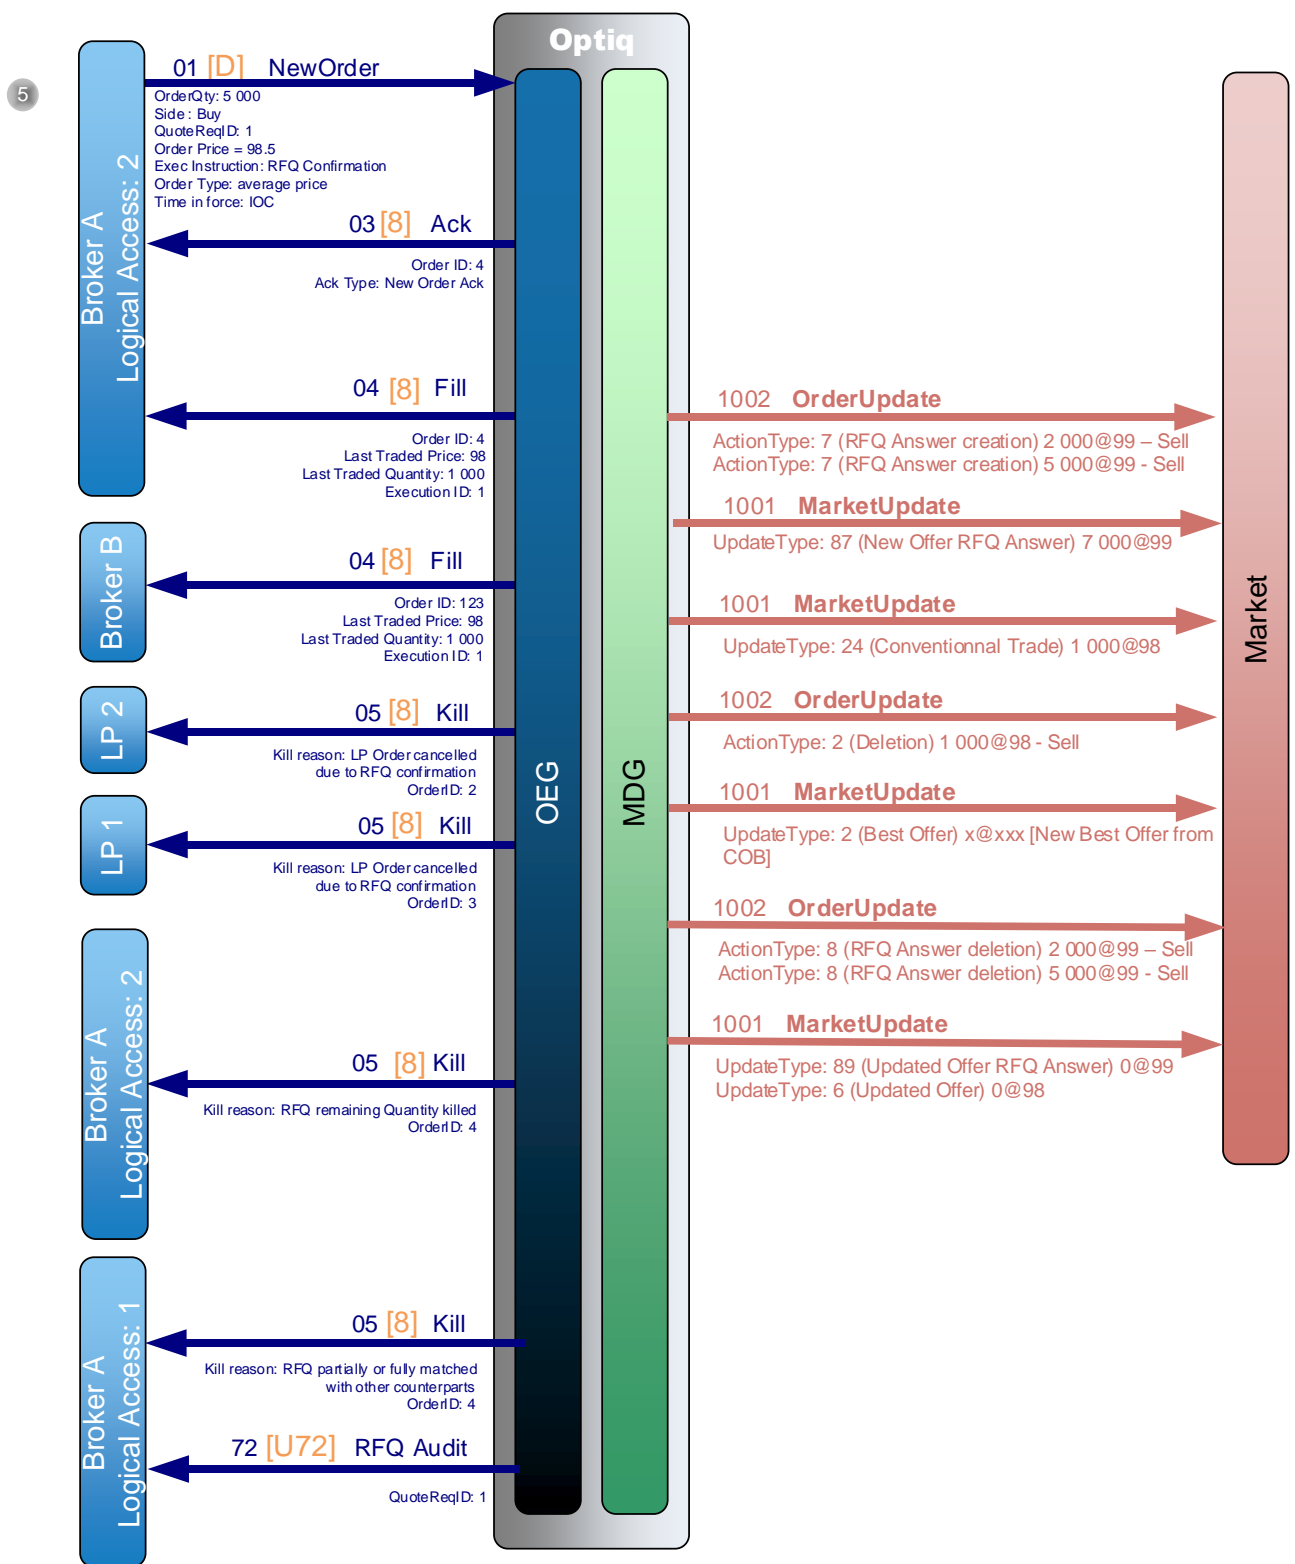 Optiq
5
01 [D] NewOrder
OrderQty: 5 000
Side : Buy
QuoteReqID: 1
Order Price = 98.5
Exec Instruction: RFQ Confirmation
Order Type: average price
Time in force: IOC
Broker A
Logical Access: 2
03 [8] Ack
Order ID: 4
Ack Type: New Order Ack
04 [8] Fill
Order ID: 4
Last Traded Price: 98
Last Traded Quantity: 1 000
Execution ID: 1
Broker B
04 [8] Fill
Order ID: 123
Last Traded Price: 98
Last Traded Quantity: 1 000
Execution ID: 1
LP 2
05 [8] Kill
Kill reason: LP Order cancelled
due to RFQ confirmation
OrderID: 2
LP 1
05 [8] Kill
Kill reason: LP Order cancelled
due to RFQ confirmation
OrderID: 3
Broker A
Logical Access: 2
05 [8] Kill
Kill reason: RFQ remaining Quantity killed
OrderID: 4
Broker A
Logical Access: 1
05 [8] Kill
Kill reason: RFQ partially or fully matched
with other counterparts
OrderID: 4
72 [U72] RFQ Audit
QuoteReqID: 1
OEG
MDG
1002 OrderUpdate
ActionType: 7 (RFQ Answer creation) 2 000@99 – Sell
ActionType: 7 (RFQ Answer creation) 5 000@99 - Sell
1001 MarketUpdate
UpdateType: 87 (New Offer RFQ Answer) 7 000@99
1001 MarketUpdate
UpdateType: 24 (Conventionnal Trade) 1 000@98
1002 OrderUpdate
ActionType: 2 (Deletion) 1 000@98 - Sell
1001 MarketUpdate
UpdateType: 2 (Best Offer) x@xxx [New Best Offer from
COB]
1002 OrderUpdate
ActionType: 8 (RFQ Answer deletion) 2 000@99 – Sell
ActionType: 8 (RFQ Answer deletion) 5 000@99 - Sell
1001 MarketUpdate
UpdateType: 89 (Updated Offer RFQ Answer) 0@99
UpdateType: 6 (Updated Offer) 0@98
Market